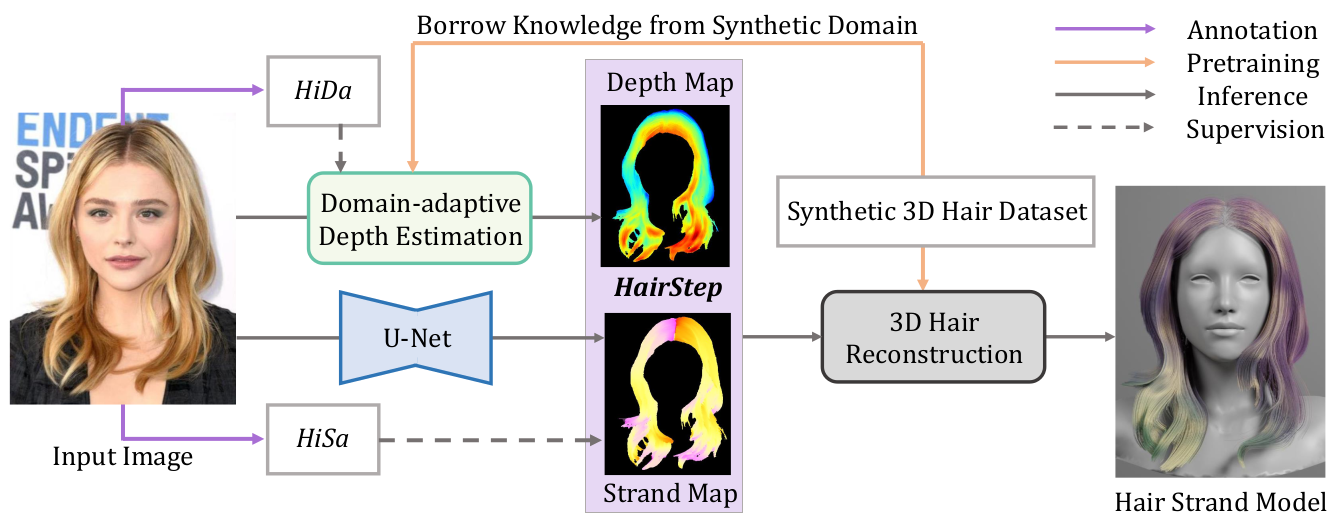 Borrow Knowledge from Synthetic Domain
Annotation
Pretraining
Inference
Supervision
HiDa
Depth Map
ENDENT
Domain-adaptive
Depth Estimation
Synthetic 3D Hair Dataset
HairStep
U-Net
3D Hair
Reconstruction
HiSa
Input Image
Strand Map
Hair Strand Model